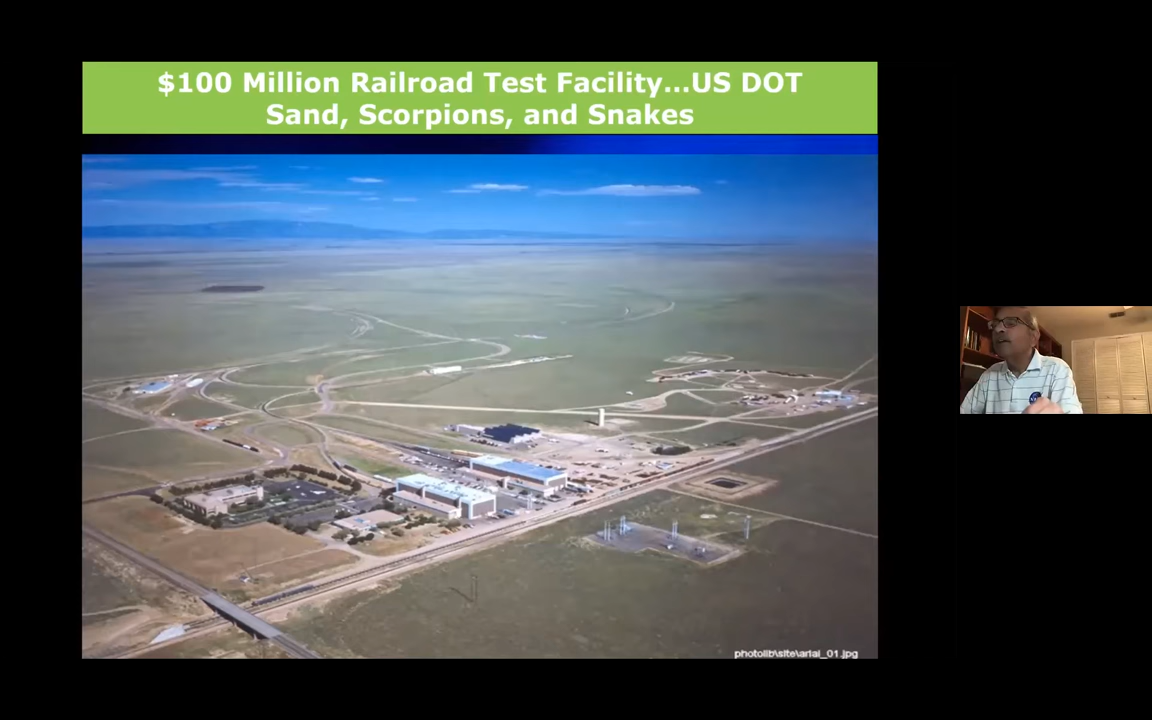 $100 Million Railroad Test Facility...US DOT
Sand, Scorpions, and Snakes
photolib\site\arial_01.jpg